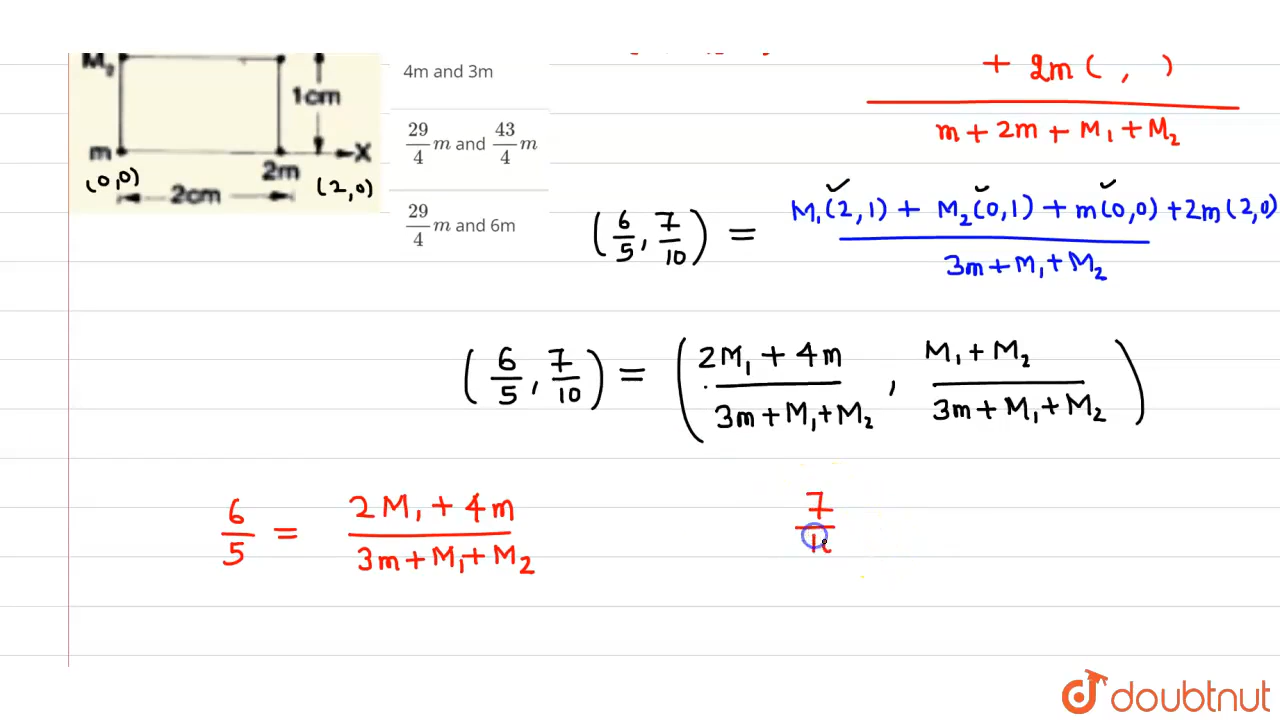 + 2m ( , )
M₂
4m and 3m
1cm
m + 2m + M₁ + M₂
29/4 m and 43/4 m
m
X
2m
(0,0)
2cm
(2,0)
29/4 m and 6m
(6/5, 7/10) = M₁(2,1) + M₂(0,1) + m(0,0) + 2m(2,0) / 3m + M₁ + M₂
(6/5, 7/10) = (2M₁ + 4m / 3m + M₁ + M₂ , M₁ + M₂ / 3m + M₁ + M₂)
6/5 = 2M₁ + 4m / 3m + M₁ + M₂
7
doubtnut